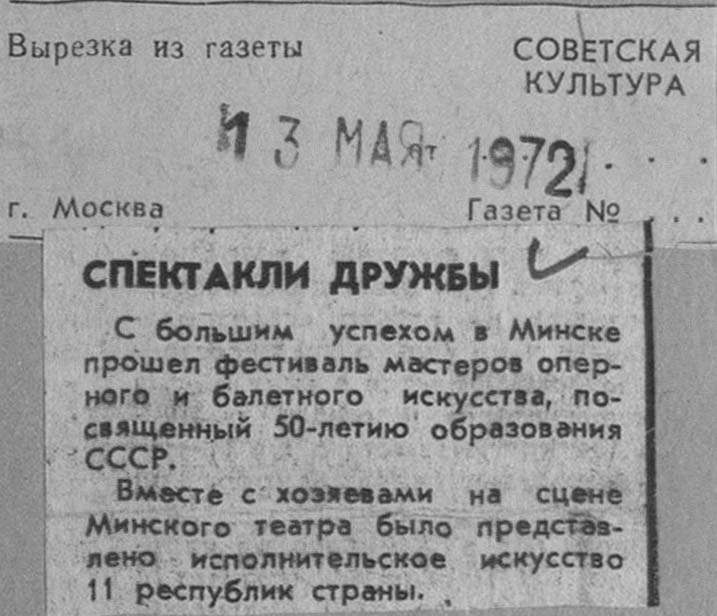 Вырезка из газеты
СОВЕТСКАЯ
КУЛЬТУРА
13 МАЯ 1972
г. Москва
Газета №
СПЕКТАКЛИ ДРУЖБЫ
С большим успехом в Минске
прошел фестиваль мастеров опер-
ного и балетного искусства, по-
священный 50-летию образования
СССР.
Вместе с хозяевами на сцене
Минского театра было представ-
лено исполнительское искусство
11 республик страны.